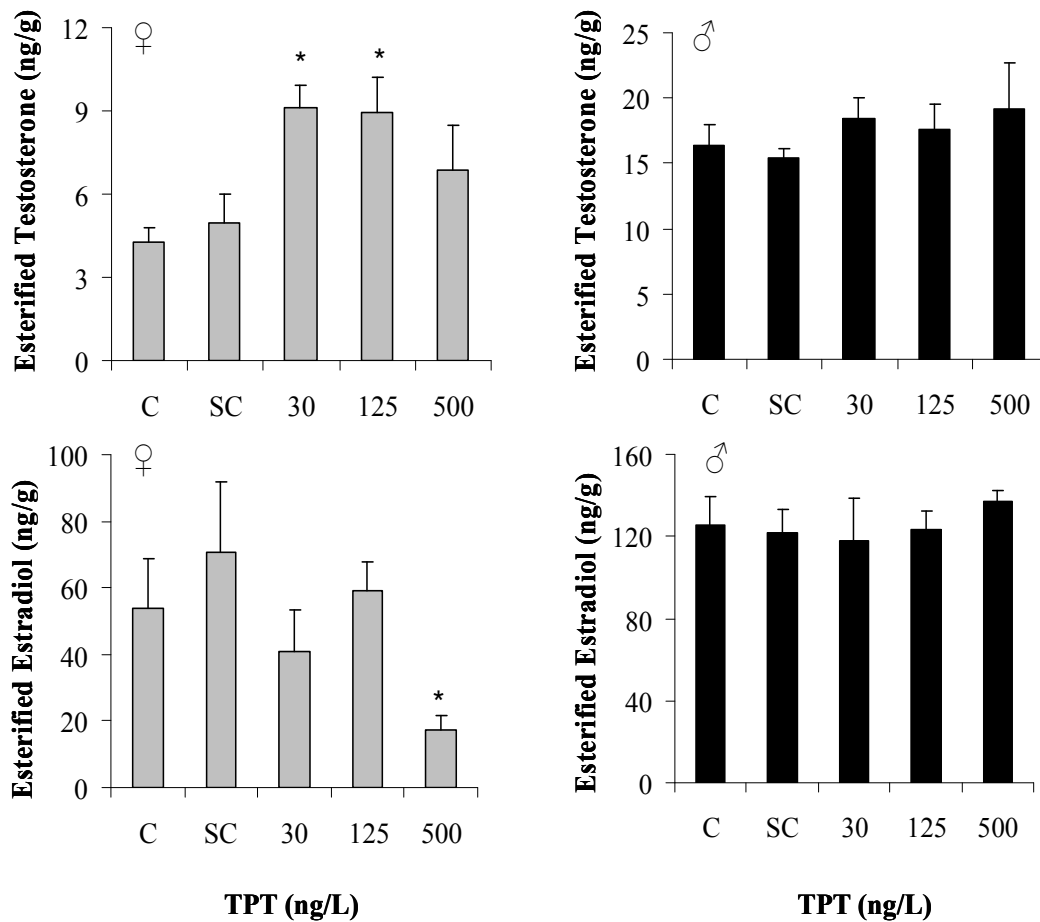 Esterified Testosterone (ng/g)
♀
12
9
6
3
0
*
*
C SC 30 125 500
Esterified Testosterone (ng/g)
♂
25
20
15
10
5
0
C SC 30 125 500
Esterified Estradiol (ng/g)
♀
100
80
60
40
20
0
*
C SC 30 125 500
TPT (ng/L)
Esterified Estradiol (ng/g)
♂
160
120
80
40
0
C SC 30 125 500
TPT (ng/L)